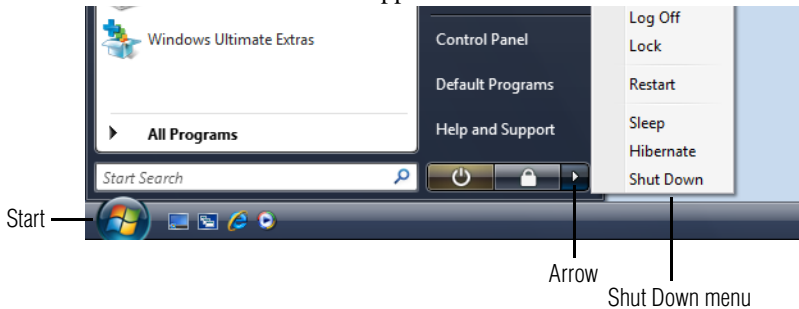 Log Off
Windows Ultimate Extras
Control Panel
Lock
Default Programs
Restart
All Programs
Help and Support
Sleep
Hibernate
Start Search
Shut Down
Start
Arrow
Shut Down menu